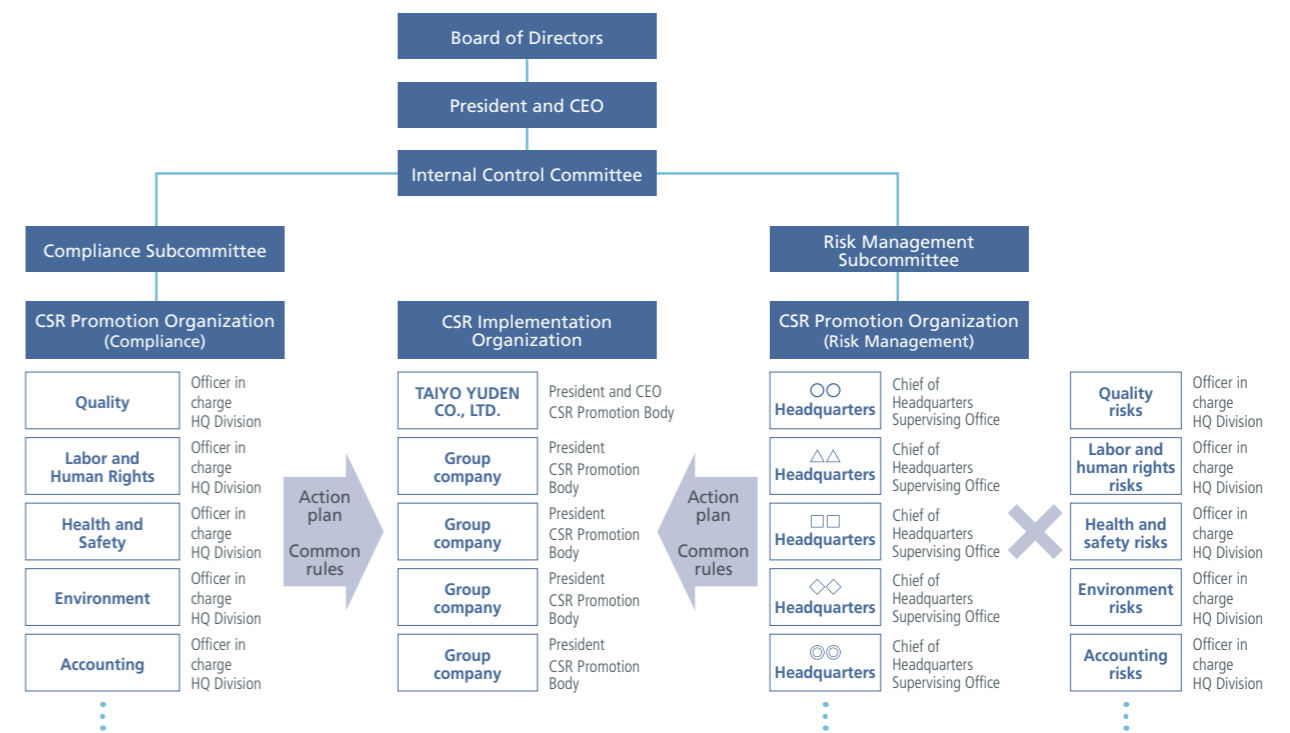 Board of Directors
President and CEO
Internal Control Committee
Compliance Subcommittee
Risk Management
Subcommittee
CSR Promotion Organization
(Compliance)
CSR Implementation
Organization
CSR Promotion Organization
(Risk Management)
Quality
Officer in
charge
HQ Division
Labor and
Human Rights
Officer in
charge
HQ Division
Health and
Safety
Officer in
charge
HQ Division
Environment
Officer in
charge
HQ Division
Accounting
Officer in
charge
HQ Division
Action
plan
Common
rules
TAIYO YUDEN
CO., LTD.
President and CEO
CSR Promotion Body
Group
company
President
CSR Promotion
Body
Group
company
President
CSR Promotion
Body
Group
company
President
CSR Promotion
Body
Group
company
President
CSR Promotion
Body
Action
plan
Common
rules
○○
Headquarters
Chief of
Headquarters
Supervising Office
△△
Headquarters
Chief of
Headquarters
Supervising Office
□□
Headquarters
Chief of
Headquarters
Supervising Office
◇◇
Headquarters
Chief of
Headquarters
Supervising Office
◎◎
Headquarters
Chief of
Headquarters
Supervising Office
Quality
risks
Officer in
charge
HQ Division
Labor and
human rights
risks
Officer in
charge
HQ Division
Health and
safety risks
Officer in
charge
HQ Division
Environment
risks
Officer in
charge
HQ Division
Accounting
risks
Officer in
charge
HQ Division